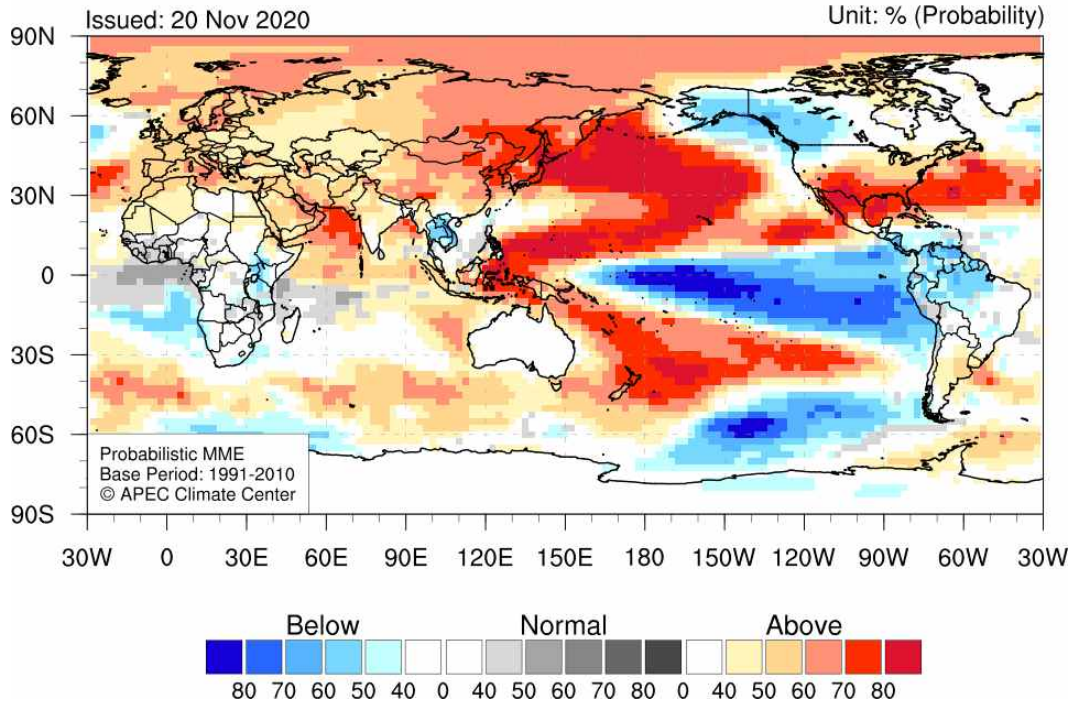 Issued: 20 Nov 2020
Unit: % (Probability)
90N
60N
30N
0
30S
60S
90S
Probabilistic MME
Base Period: 1991-2010
© APEC Climate Center
30W 0 30E 60E 90E 120E 150E 180 150W 120W 90W 60W 30W
Below Normal Above
80 70 60 50 40 0 40 50 60 70 80 0 40 50 60 70 80